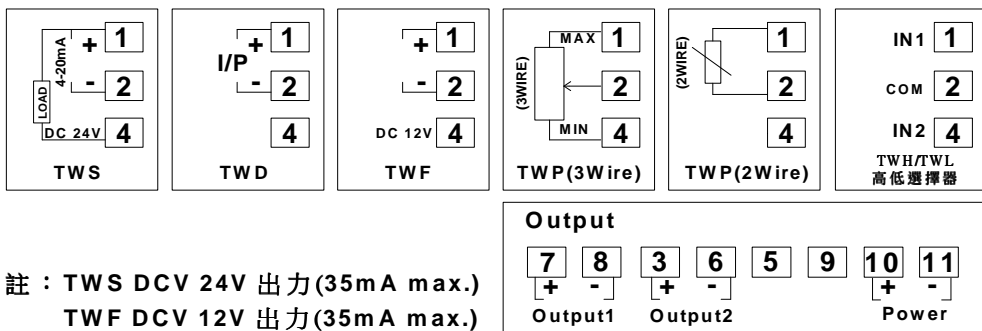 4-20mA
LOAD
+ 1
- 2
DC 24V 4
TWS
I/P
+ 1
- 2
4
TWD
+ 1
- 2
DC 12V 4
TWF
(3WIRE)
MAX 1
2
MIN 4
TWP(3Wire)
(2WIRE)
1
2
4
TWP(2Wire)
IN1 1
COM 2
IN2 4
TWH/TWL
高低選擇器
Output
7 8 3 6 5 9 10 11
+ - + - + -
Output1 Output2 Power
註：TWS DCV 24V 出力(35mA max.)
TWF DCV 12V 出力(35mA max.)